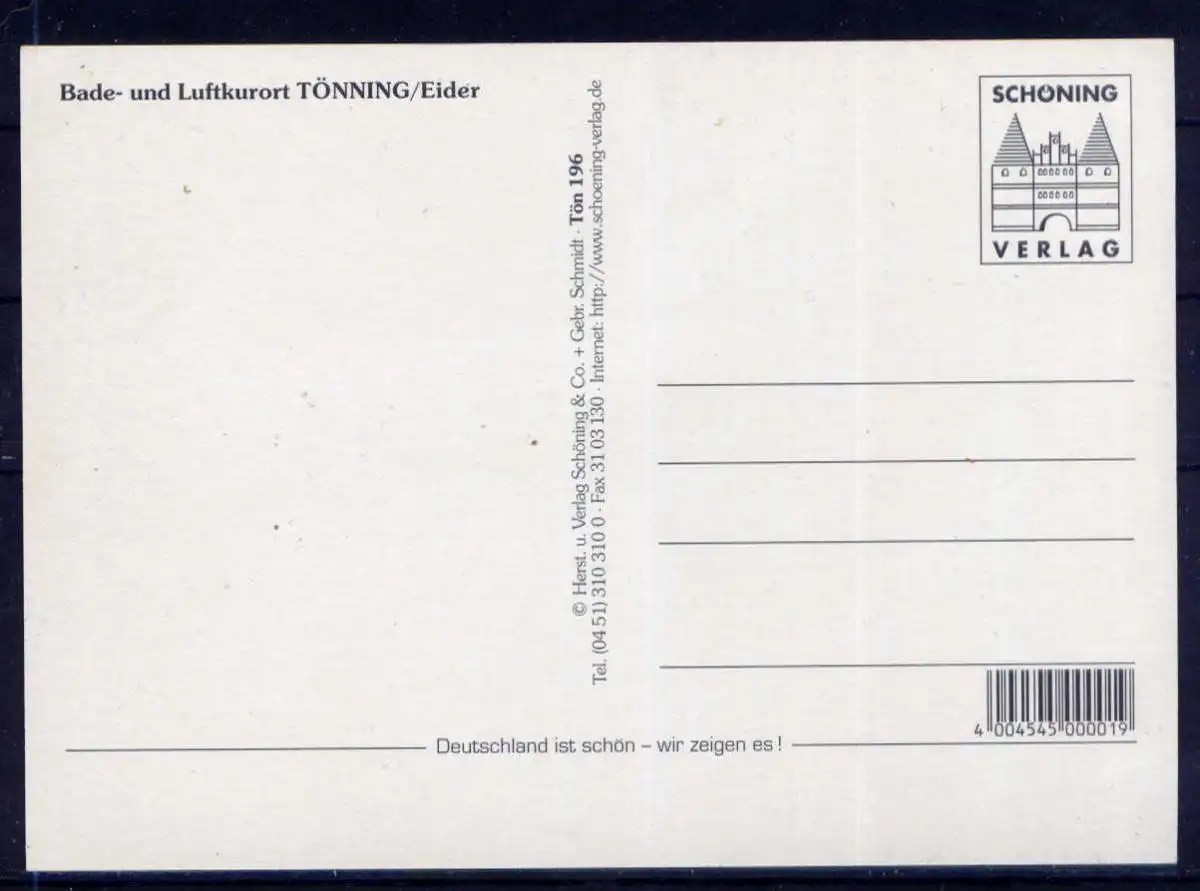 Bade- und Luftkurort TÖNNING/Eider
© Herst. u. Verlag Schöning & Co. + Gebr. Schmidt · Tön 196
Tel. (04 51) 310 310 0 · Fax 31 03 130 · Internet: http://www.schoening-verlag.de
SCHÖNING
VERLAG
4 004545 000019
Deutschland ist schön – wir zeigen es!